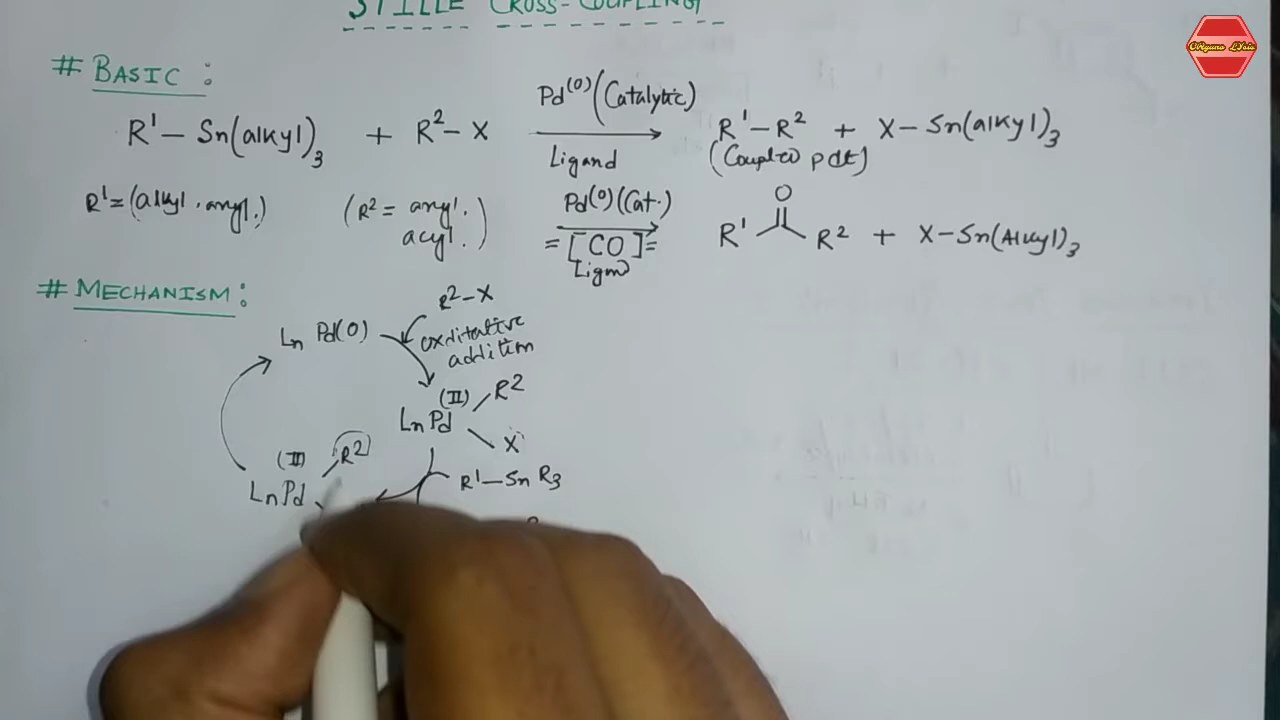 STILLE CROSS-COUPLING
# BASIC :
R¹ – Sn(alkyl)₃ + R² – X Pd⁽⁰⁾ (Catalytic) Ligand R¹ – R² + X – Sn(alkyl)₃
(Coupled pdt)
R¹ = (alkyl, aryl.) (R² = aryl. acyl.) Pd(0)(Cat.) = [CO] = Ligand R¹ O R² + X – Sn(Alkyl)₃
# MECHANISM :
R² – X
Ln Pd(0)
oxditative
addition
(II) R²
Ln Pd
X
(II) R²
Ln Pd
R¹ – Sn R₃